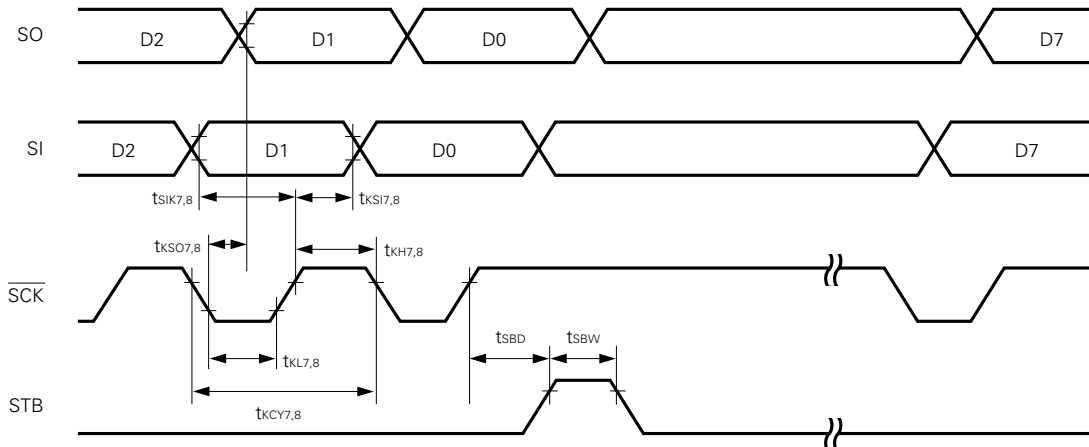 SO D2 D1 D0 D7
SI D2 D1 D0 D7
tSIK7,8 tKSI7,8
tKSO7,8 tKH7,8
SCK
tSBD tSBW
tKL7,8
STB
tKCY7,8